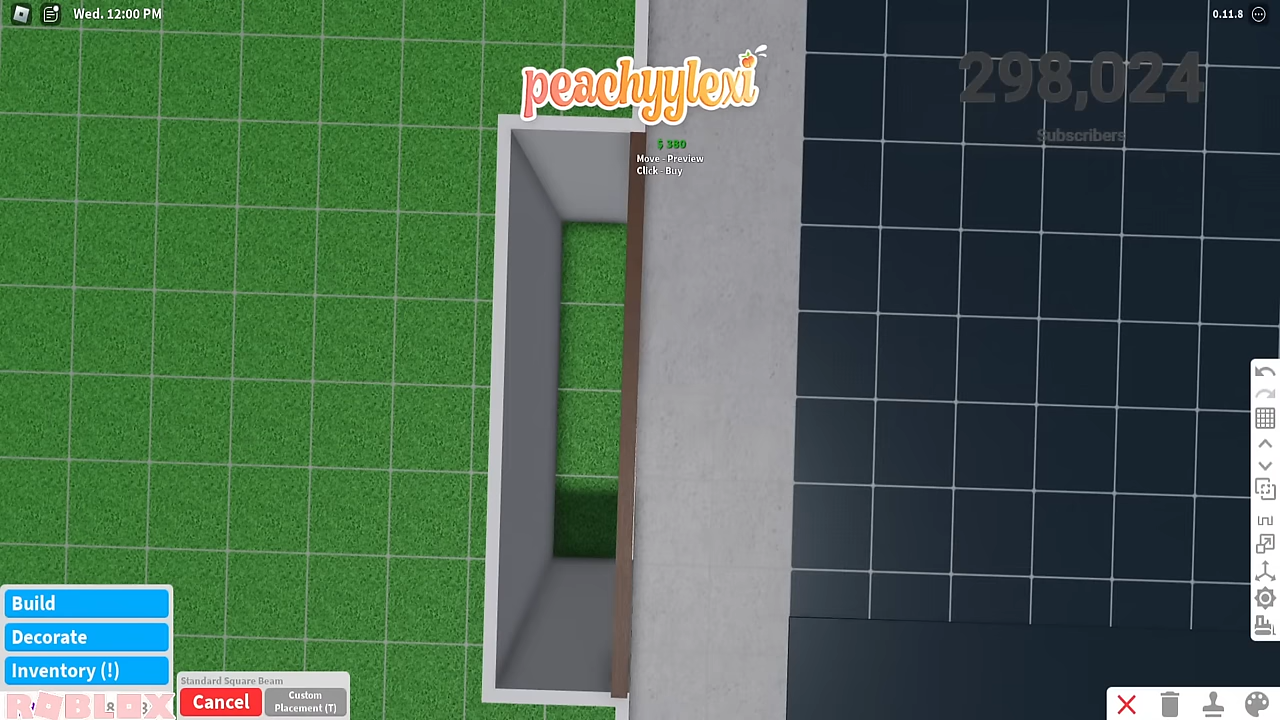 Wed. 12:00 PM
0.11.8
peachyylexi
298,024
Subscribers
$ 380
Move - Preview
Click - Buy
Build
Decorate
Inventory (!)
Standard Square Beam
Cancel
Custom
Placement (T)
ROBLOX